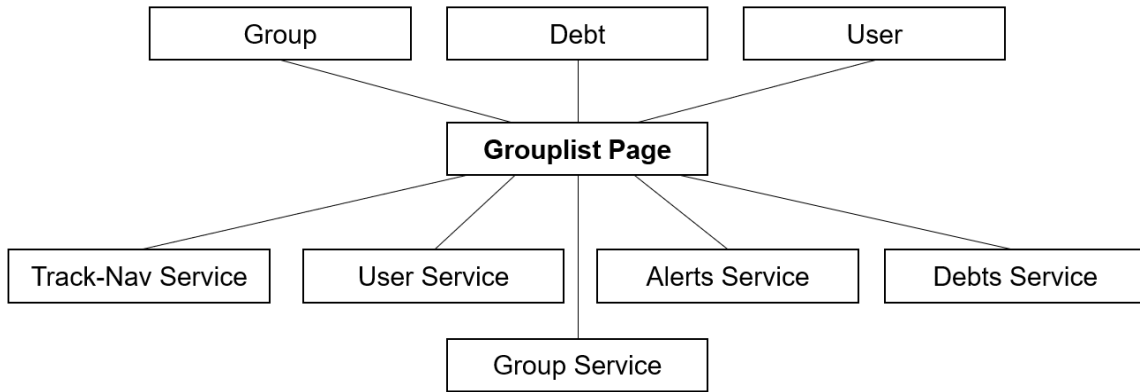 Group
Debt
User
Grouplist Page
Track-Nav Service
User Service
Alerts Service
Debts Service
Group Service